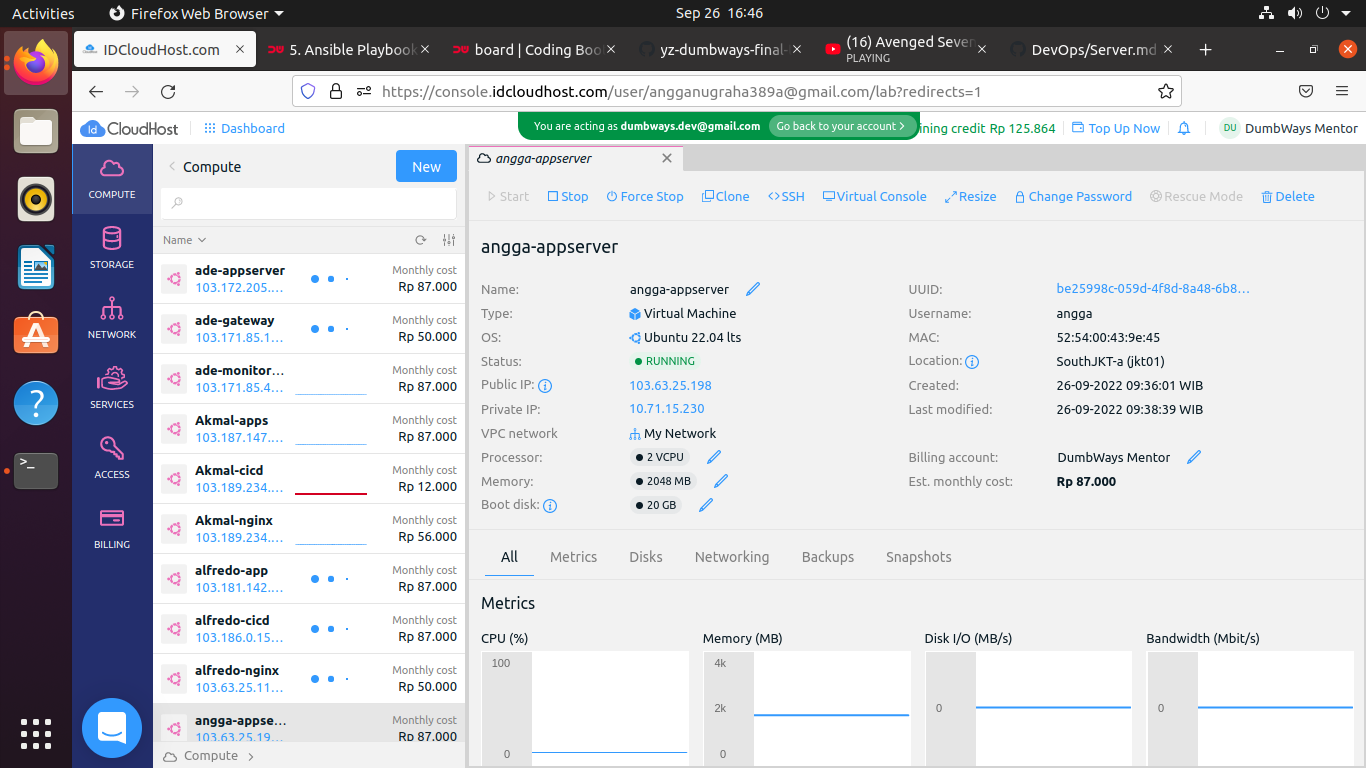 Activities
Firefox Web Browser
Sep 26 16:46
IDCloudHost.com
5. Ansible Playbook
board | Coding Boo
yz-dumbways-final-
(16) Avenged Seven
PLAYING
DevOps/Server.md
https://console.idcloudhost.com/user/angganugraha389a@gmail.com/lab?redirects=1
Id CloudHost
Dashboard
You are acting as dumbways.dev@gmail.com
Go back to your account >
ining credit Rp 125.864
Top Up Now
DU
DumbWays Mentor
COMPUTE
STORAGE
NETWORK
SERVICES
ACCESS
BILLING
Compute
New
Name
ade-appserver
Monthly cost
103.172.205.…
Rp 87.000
ade-gateway
Monthly cost
103.171.85.1…
Rp 50.000
ade-monitor…
Monthly cost
103.171.85.4…
Rp 87.000
Akmal-apps
Monthly cost
103.187.147.…
Rp 87.000
Akmal-cicd
Monthly cost
103.189.234.…
Rp 12.000
Akmal-nginx
Monthly cost
103.189.234.…
Rp 56.000
alfredo-app
Monthly cost
103.181.142.…
Rp 87.000
alfredo-cicd
Monthly cost
103.186.0.15…
Rp 87.000
alfredo-nginx
Monthly cost
103.63.25.11…
Rp 50.000
angga-appse…
Monthly cost
103.63.25.19…
Rp 87.000
Compute >
angga-appserver
Start
Stop
Force Stop
Clone
SSH
Virtual Console
Resize
Change Password
Rescue Mode
Delete
angga-appserver
Name:
angga-appserver
UUID:
be25998c-059d-4f8d-8a48-6b8…
Type:
Virtual Machine
Username:
angga
OS:
Ubuntu 22.04 lts
MAC:
52:54:00:43:9e:45
Status:
RUNNING
Location:
SouthJKT-a (jkt01)
Public IP:
103.63.25.198
Created:
26-09-2022 09:36:01 WIB
Private IP:
10.71.15.230
Last modified:
26-09-2022 09:38:39 WIB
VPC network
My Network
Processor:
2 VCPU
Billing account:
DumbWays Mentor
Memory:
2048 MB
Est. monthly cost:
Rp 87.000
Boot disk:
20 GB
All
Metrics
Disks
Networking
Backups
Snapshots
Metrics
CPU (%)
Memory (MB)
Disk I/O (MB/s)
Bandwidth (Mbit/s)
100
0
4k
2k
0
0
0